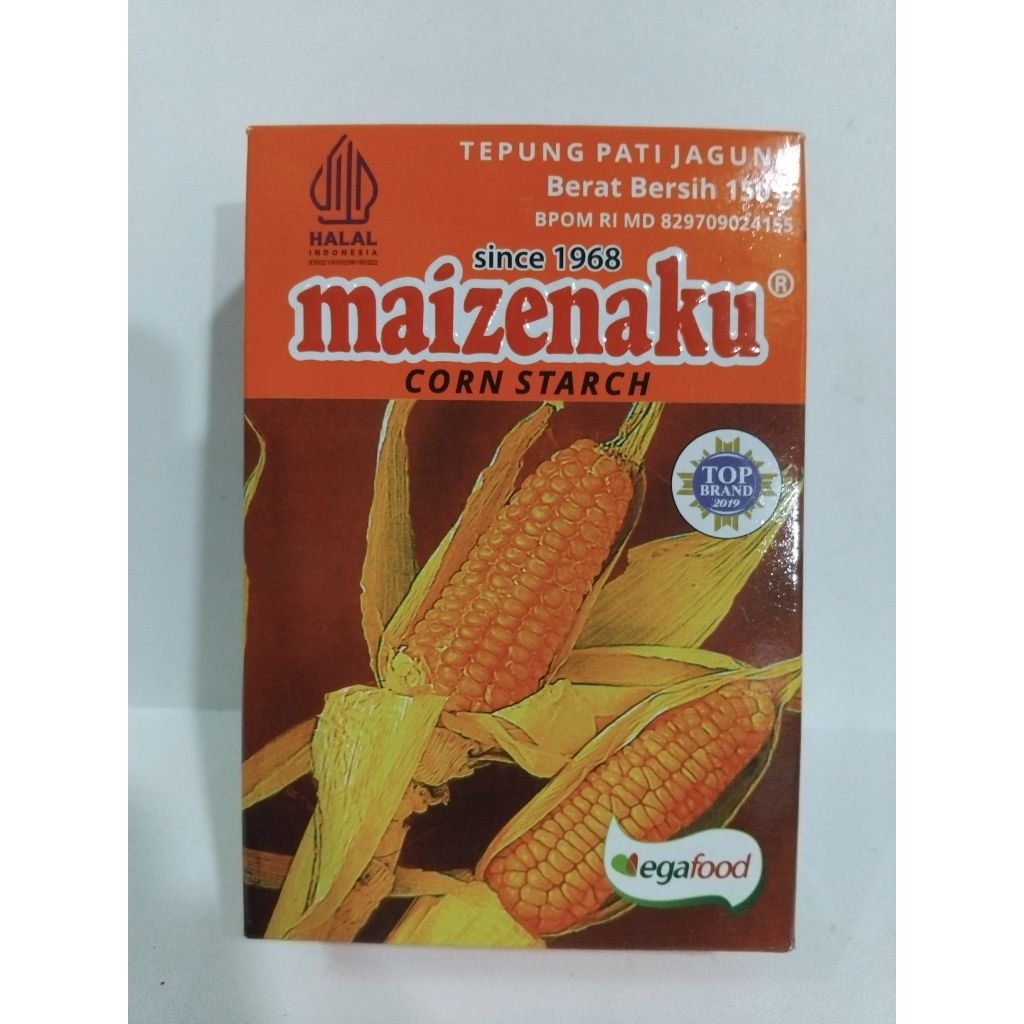 TEPUNG PATI JAGUNG
Berat Bersih 150 g
BPOM RI MD 829709024155
HALAL
INDONESIA
since 1968
maizenaku®
CORN STARCH
TOP
BRAND
2019
egafood